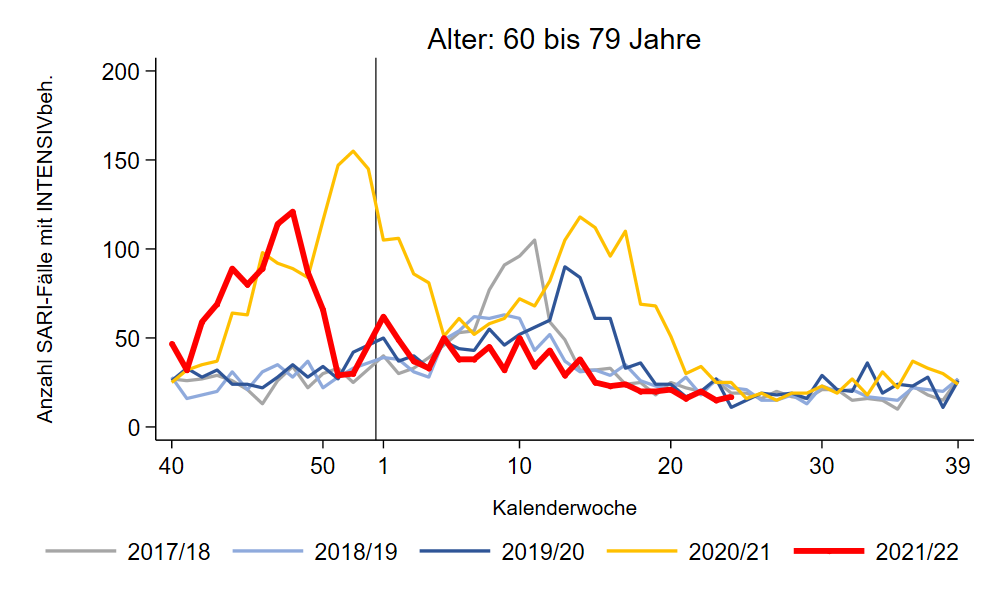 Alter: 60 bis 79 Jahre
Anzahl SARI-Fälle mit INTENSIVbeh.
200
150
100
50
0
40 50 1 10 20 30 39
Kalenderwoche
2017/18 2018/19 2019/20 2020/21 2021/22